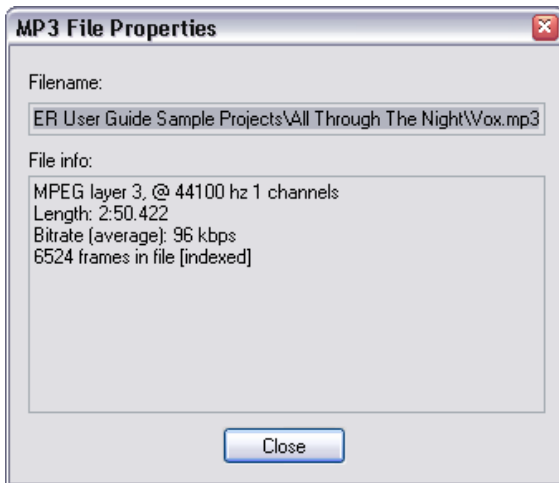 MP3 File Properties
Filename:
ER User Guide Sample Projects\All Through The Night\Vox.mp3
File info:
MPEG layer 3, @ 44100 hz 1 channels
Length: 2:50.422
Bitrate (average): 96 kbps
6524 frames in file [indexed]
Close